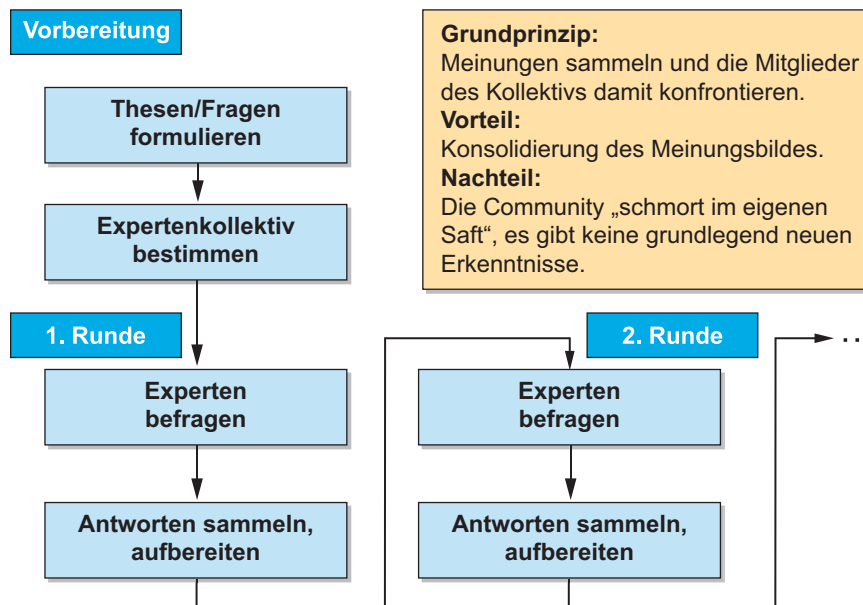 Vorbereitung
Thesen/Fragen
formulieren
Expertenkollektiv
bestimmen
Grundprinzip:
Meinungen sammeln und die Mitglieder
des Kollektivs damit konfrontieren.
Vorteil:
Konsolidierung des Meinungsbildes.
Nachteil:
Die Community „schmort im eigenen
Saft“, es gibt keine grundlegend neuen
Erkenntnisse.
1. Runde
Experten
befragen
Antworten sammeln,
aufbereiten
2. Runde
Experten
befragen
Antworten sammeln,
aufbereiten
..